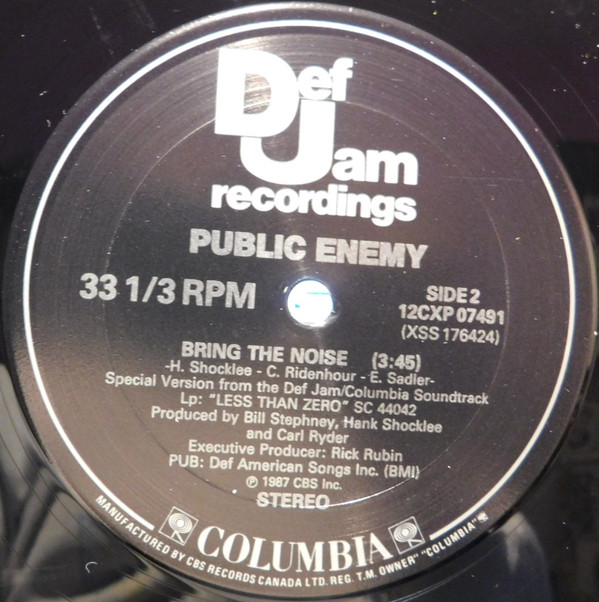 Def
Jam
recordings
PUBLIC ENEMY
33 1/3 RPM
SIDE 2
12CXP 07491
(XSS 176424)
BRING THE NOISE (3:45)
-H. Shocklee - C. Ridenhour - E. Sadler-
Special Version from the Def Jam/Columbia Soundtrack
Lp: "LESS THAN ZERO" SC 44042
Produced by Bill Stephney, Hank Shocklee
and Carl Ryder
Executive Producer: Rick Rubin
PUB: Def American Songs Inc. (BMI)
℗ 1987 CBS Inc.
STEREO
COLUMBIA
MANUFACTURED BY CBS RECORDS CANADA LTD. REG. T.M. OWNER "COLUMBIA"